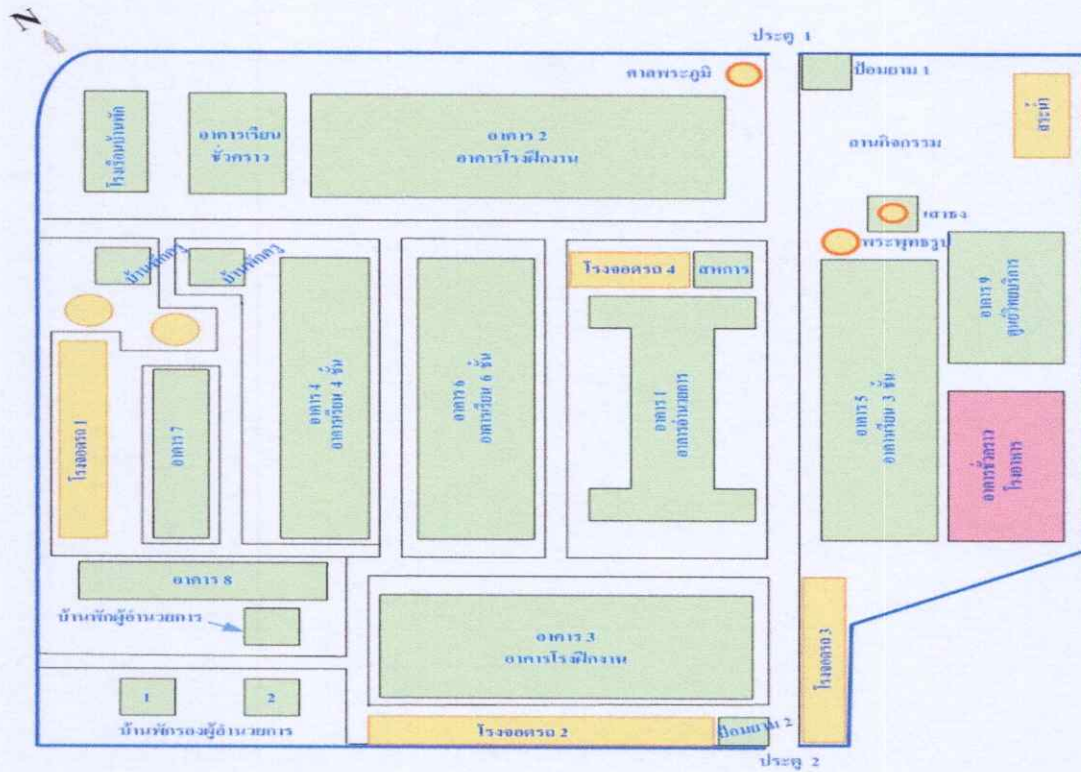 N
ประตู 1
ศาลพระภูมิ
ป้อมยาม 1
สระน้ำ
ลานกิจกรรม
โรงเรือนบ้านพัก
อาคารเรียน
ชั่วคราว
อาคาร 2
อาคารโรงฝึกงาน
เสาธง
พระพุทธรูป
บ้านพักครู
บ้านพักครู
โรงจอดรถ 4
สหการ
อาคาร 9
ศูนย์วิทยบริการ
โรงจอดรถ 1
อาคาร 7
อาคาร 4
อาคารเรียน 4 ชั้น
อาคาร 6
อาคารเรียน 6 ชั้น
อาคาร 1
อาคารอำนวยการ
อาคาร 5
อาคารเรียน 3 ชั้น
อาคารชั่วคราว
โรงอาหาร
อาคาร 8
บ้านพักผู้อำนวยการ
อาคาร 3
อาคารโรงฝึกงาน
โรงจอดรถ 3
1
2
บ้านพักรองผู้อำนวยการ
โรงจอดรถ 2
ป้อมยาม 2
ประตู 2